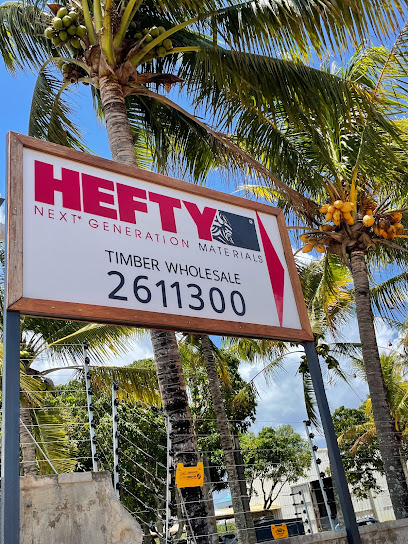 HEFTY
NEXT GENERATION MATERIALS
TIMBER WHOLESALE
2611300